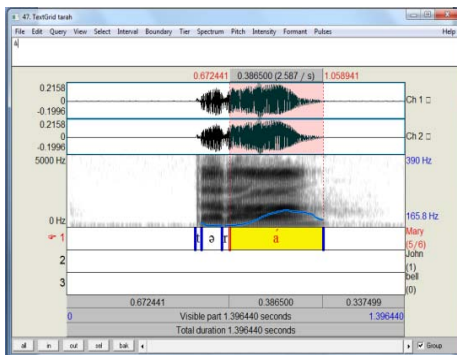 47. TextGrid tarah
File Edit Query View Select Interval Boundary Tier Spectrum Pitch Intensity Formant Pulses Help
á
0.672441 0.386500 (2.587 / s) 1.058941
0.2158
0
-0.1996
Ch 1
0.2158
0
-0.1996
Ch 2
5000 Hz
390 Hz
0 Hz
165.8 Hz
1
t ə r á
Mary
(5/6)
2
John
(1)
3
bell
(0)
0.672441 0.386500 0.337499
0 Visible part 1.396440 seconds 1.396440
Total duration 1.396440 seconds
all in out sel bak Group